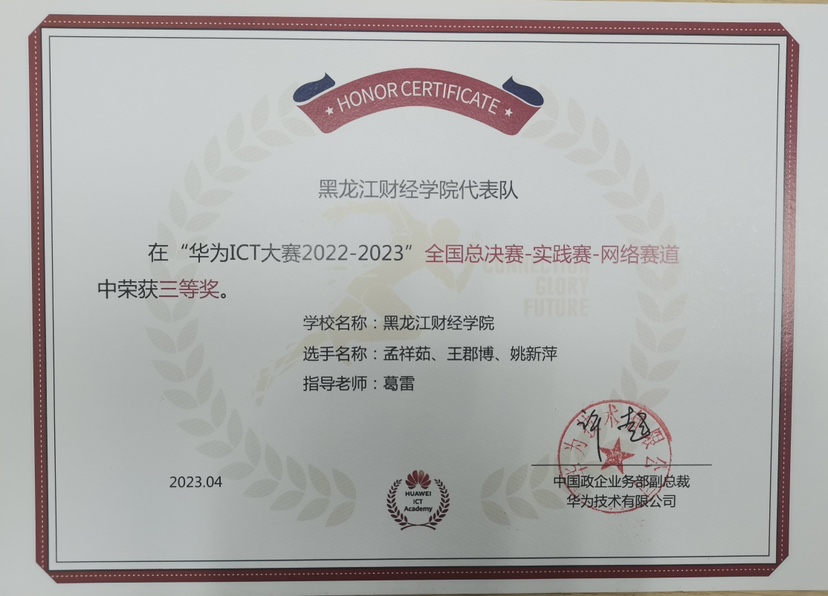 HONOR CERTIFICATE
黑龙江财经学院代表队
在“华为ICT大赛2022-2023”全国总决赛-实践赛-网络赛道
中荣获三等奖。
CONNECTION
GLORY
FUTURE
学校名称：黑龙江财经学院
选手名称：孟祥茹、王郡博、姚新萍
指导老师：葛雷
2023.04
HUAWEI
ICT
Academy
中国政企业务部副总裁
华为技术有限公司